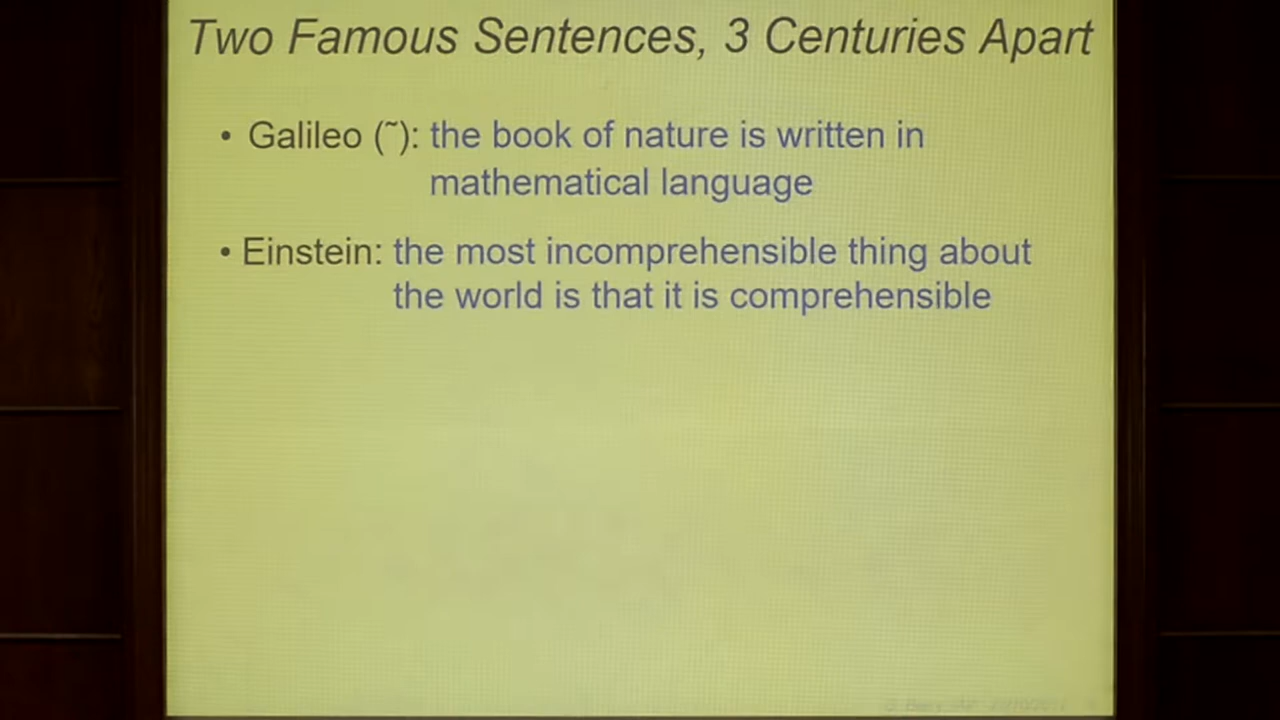 Two Famous Sentences, 3 Centuries Apart
• Galileo (˜): the book of nature is written in
mathematical language
• Einstein: the most incomprehensible thing about
the world is that it is comprehensible